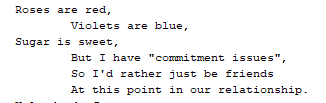 Roses are red,
Violets are blue,
Sugar is sweet,
But I have "commitment issues",
So I'd rather just be friends
At this point in our relationship.